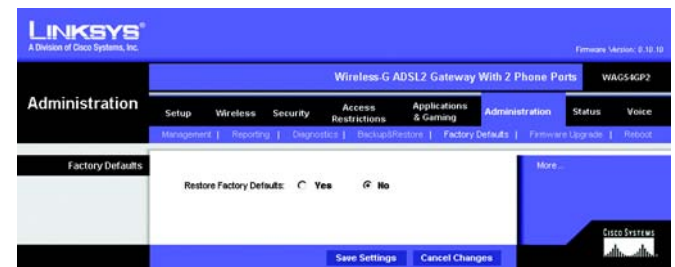 LINKSYS®
A Division of Cisco Systems, Inc.
Firmware Version: 0.10.10
Wireless-G ADSL2 Gateway With 2 Phone Ports WAG54GP2
Administration
Setup Wireless Security Access Restrictions Applications & Gaming Administration Status Voice
Management | Reporting | Diagnostics | Backup&Restore | Factory Defaults | Firmware Upgrade | Reboot
Factory Defaults
Restore Factory Defaults: Yes No
More...
CISCO SYSTEMS
Save Settings Cancel Changes